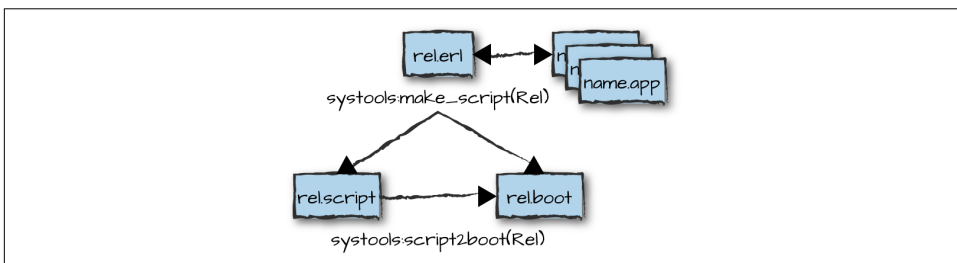 rel.erl
n
n
name.app
systools:make_script(Rel)
rel.script
rel.boot
systools:script2boot(Rel)